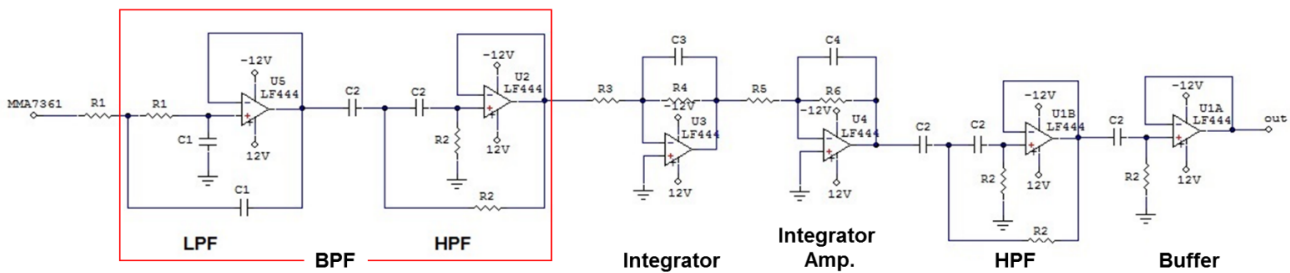 MMA7361
R1
R1
C1
C1
-12V
U5
LF444
12V
LPF
BPF
C2
C2
R2
-12V
U2
LF444
12V
R2
HPF
R3
C3
R4
-12V
U3
LF444
12V
Integrator
R5
C4
R6
-12V
U4
LF444
12V
Integrator
Amp.
C2
C2
R2
-12V
U1B
LF444
12V
R2
HPF
C2
R2
-12V
U1A
LF444
12V
out
Buffer